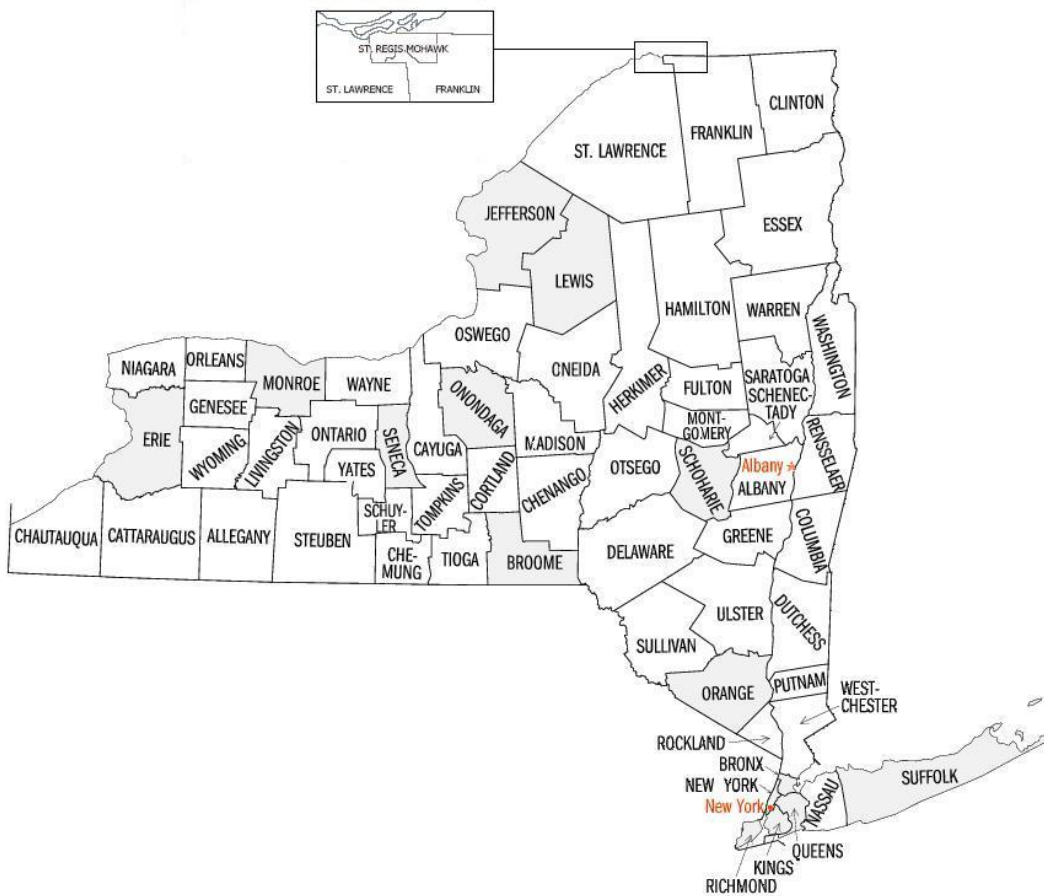 ST. REGIS MOHAWK
ST. LAWRENCE
FRANKLIN
CLINTON
FRANKLIN
ST. LAWRENCE
JEFFERSON
ESSEX
LEWIS
HAMILTON
WARREN
WASHINGTON
OSWEGO
ONEIDA
HERKIMER
NIAGARA
ORLEANS
MONROE
WAYNE
ONONDAGA
FULTON
SARATOGA
SCHENEC-
TADY
GENESEE
MONT-
GOMERY
ERIE
WYOMING
LIVINGSTON
ONTARIO
SENECA
CAYUGA
MADISON
OTSEGO
SCHOHARIE
RENSSELAER
YATES
CORTLAND
Albany
ALBANY
CHENANGO
TOMPKINS
SCHUY-
LER
CHAUTAUQUA
CATTARAUGUS
ALLEGANY
STEUBEN
CHE-
MUNG
TIOGA
BROOME
DELAWARE
GREENE
COLUMBIA
ULSTER
DUTCHESS
SULLIVAN
ORANGE
PUTNAM
WEST-
CHESTER
ROCKLAND
BRONX
NEW YORK
New York
NASSAU
SUFFOLK
QUEENS
KINGS
RICHMOND